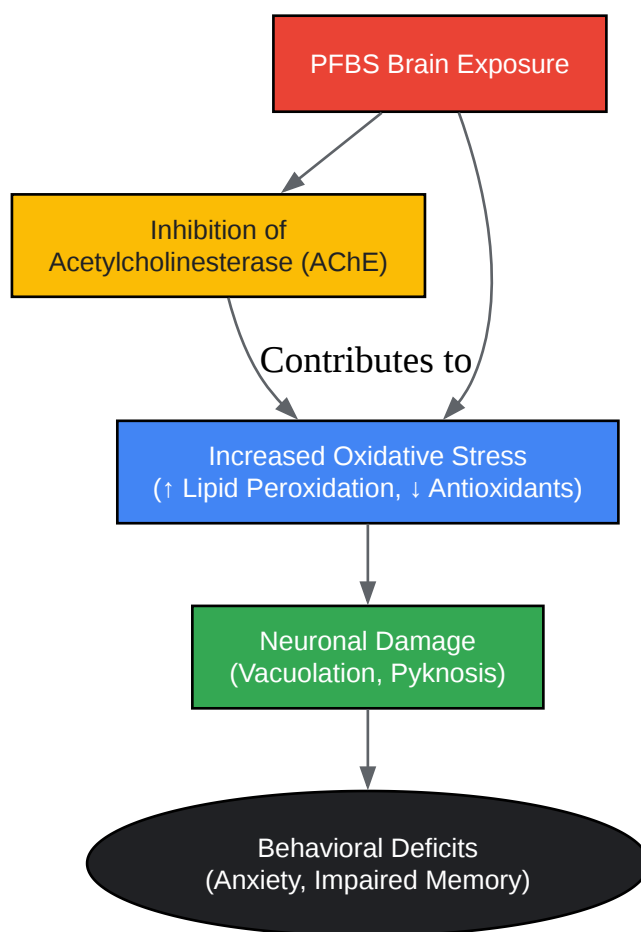 PFBS Brain Exposure
Inhibition of
Acetylcholinesterase (AChE)
Contributes to
Increased Oxidative Stress
(↑ Lipid Peroxidation, ↓ Antioxidants)
Neuronal Damage
(Vacuolation, Pyknosis)
Behavioral Deficits
(Anxiety, Impaired Memory)